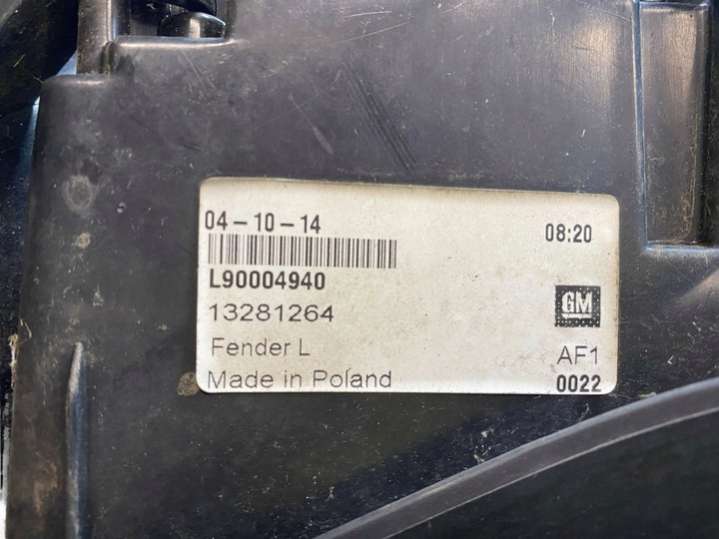 04-10-14 08:20
L90004940
13281264 GM
Fender L AF1
Made in Poland 0022